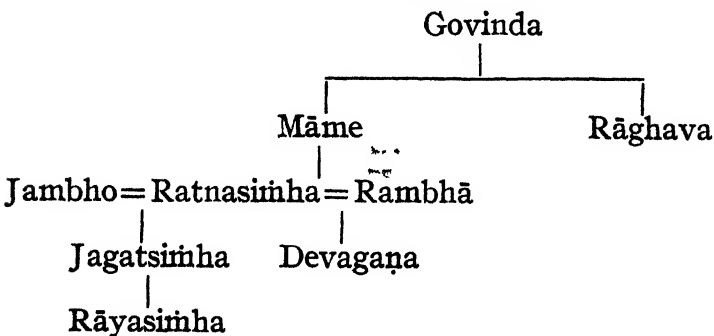 Govinda
Māme Rāghava
Jambho=Ratnasiṁha=Rambhā
Jagatsiṁha Devagaṇa
Rāyasiṁha